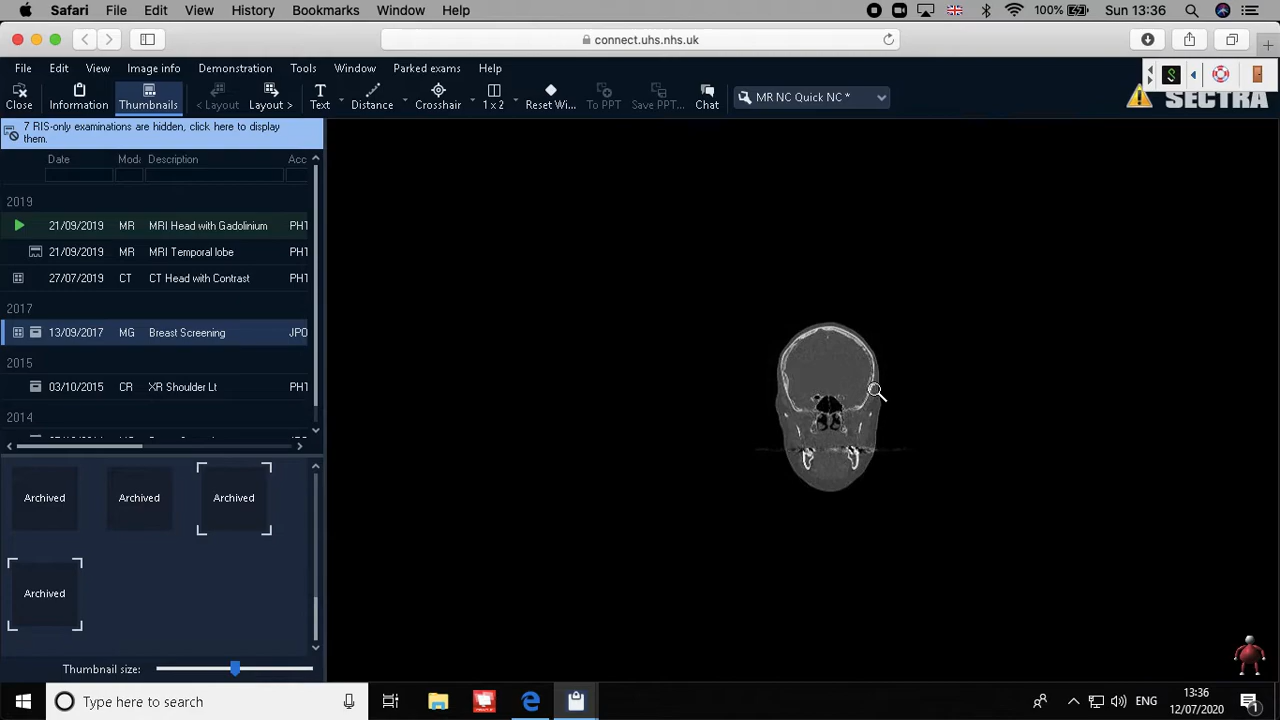 Safari File Edit View History Bookmarks Window Help 100% Sun 13:36
connect.uhs.nhs.uk
File Edit View Image info Demonstration Tools Window Parked exams Help
Close Information Thumbnails < Layout Layout > Text Distance Crosshair 1 x 2 Reset Wi... To PPT Save PPT... Chat MR NC Quick NC * SECTRA
7 RIS-only examinations are hidden, click here to display
them.
Date Moda Description Acc
2019
21/09/2019 MR MRI Head with Gadolinium PH1
21/09/2019 MR MRI Temporal lobe PH1
27/07/2019 CT CT Head with Contrast PH1
2017
13/09/2017 MG Breast Screening JPO
2015
03/10/2015 CR XR Shoulder Lt PH1
2014
Archived Archived Archived
Archived
Thumbnail size:
Type here to search ENG 13:36
12/07/2020 1